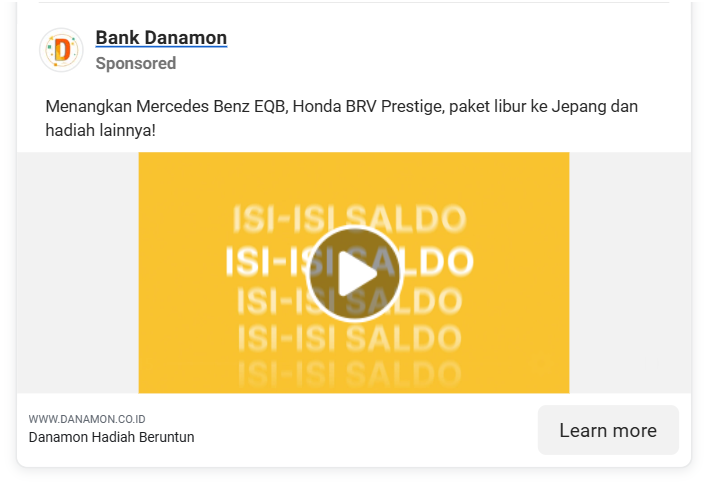 D
Bank Danamon
Sponsored
Menangkan Mercedes Benz EQB, Honda BRV Prestige, paket libur ke Jepang dan
hadiah lainnya!
ISI-ISI SALDO
ISI-ISI SALDO
ISI-ISI SALDO
ISI-ISI SALDO
ISI-ISI SALDO
WWW.DANAMON.CO.ID
Danamon Hadiah Beruntun
Learn more